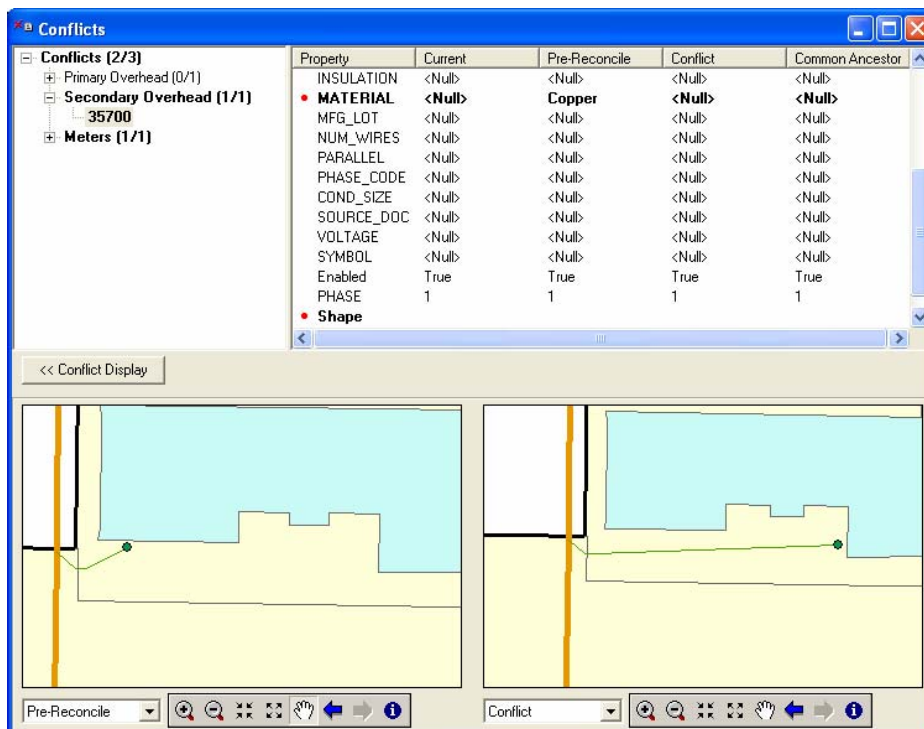 Conflicts
Conflicts (2/3)
Primary Overhead (0/1)
Secondary Overhead (1/1)
35700
Meters (1/1)
Property Current Pre-Reconcile Conflict Common Ancestor
INSULATION <Null> <Null> <Null> <Null>
MATERIAL <Null> Copper <Null> <Null>
MFG_LOT <Null> <Null> <Null> <Null>
NUM_WIRES <Null> <Null> <Null> <Null>
PARALLEL <Null> <Null> <Null> <Null>
PHASE_CODE <Null> <Null> <Null> <Null>
COND_SIZE <Null> <Null> <Null> <Null>
SOURCE_DOC <Null> <Null> <Null> <Null>
VOLTAGE <Null> <Null> <Null> <Null>
SYMBOL <Null> <Null> <Null> <Null>
Enabled True True True True
PHASE 1 1 1 1
Shape
<< Conflict Display
Pre-Reconcile
Conflict